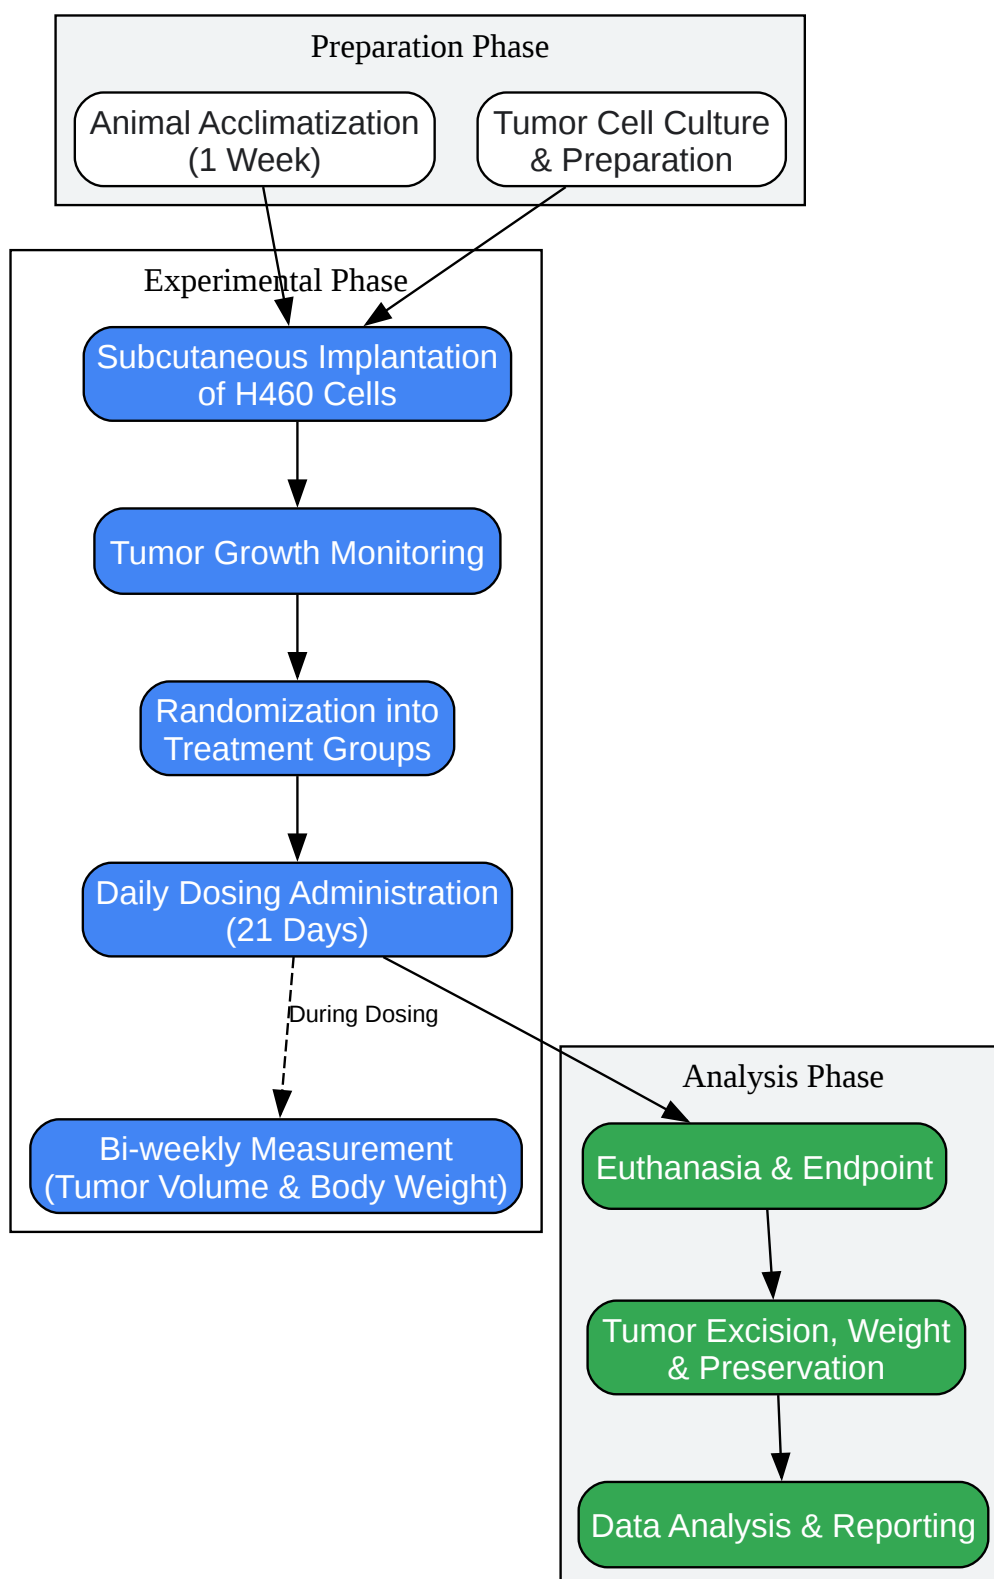 Preparation Phase
Animal Acclimatization
(1 Week)
Tumor Cell Culture
& Preparation
Experimental Phase
Subcutaneous Implantation
of H460 Cells
Tumor Growth Monitoring
Randomization into
Treatment Groups
Daily Dosing Administration
(21 Days)
During Dosing
Bi-weekly Measurement
(Tumor Volume & Body Weight)
Analysis Phase
Euthanasia & Endpoint
Tumor Excision, Weight
& Preservation
Data Analysis & Reporting